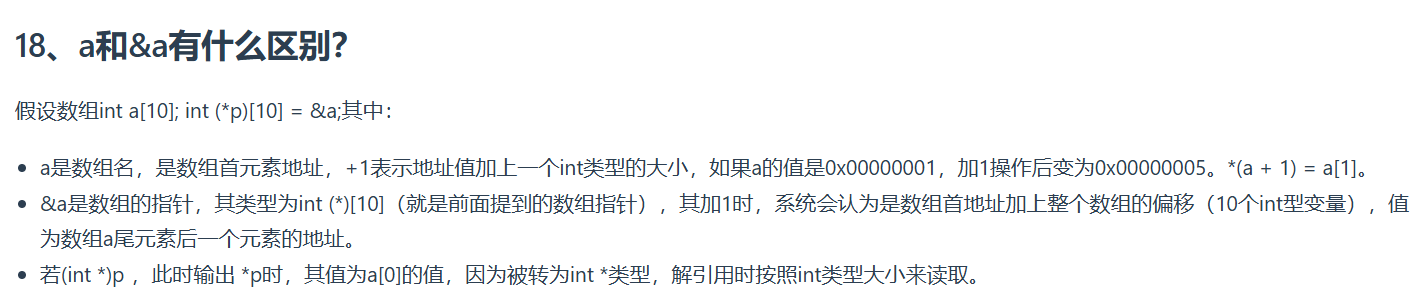 18、a和&a有什么区别？
假设数组int a[10]; int (*p)[10] = &a;其中：
a是数组名，是数组首元素地址，+1表示地址值加上一个int类型的大小，如果a的值是0x00000001，加1操作后变为0x00000005。*(a + 1) = a[1]。
&a是数组的指针，其类型为int (*)[10]（就是前面提到的数组指针），其加1时，系统会认为是数组首地址加上整个数组的偏移（10个int型变量），值
为数组a尾元素后一个元素的地址。
若(int *)p ，此时输出 *p时，其值为a[0]的值，因为被转为int *类型，解引用时按照int类型大小来读取。